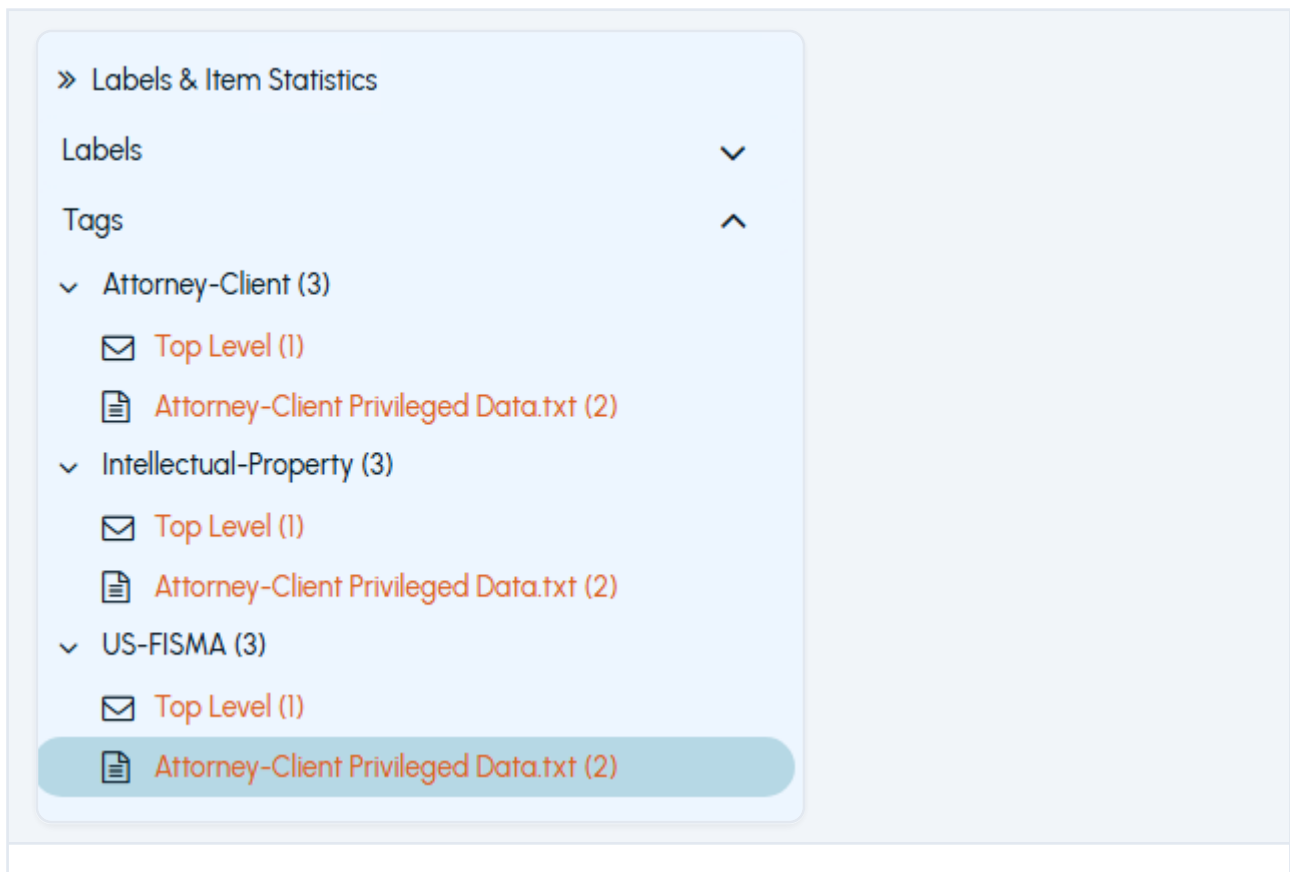 » Labels & Item Statistics
Labels
Tags
Attorney-Client (3)
Top Level (1)
Attorney-Client Privileged Data.txt (2)
Intellectual-Property (3)
Top Level (1)
Attorney-Client Privileged Data.txt (2)
US-FISMA (3)
Top Level (1)
Attorney-Client Privileged Data.txt (2)